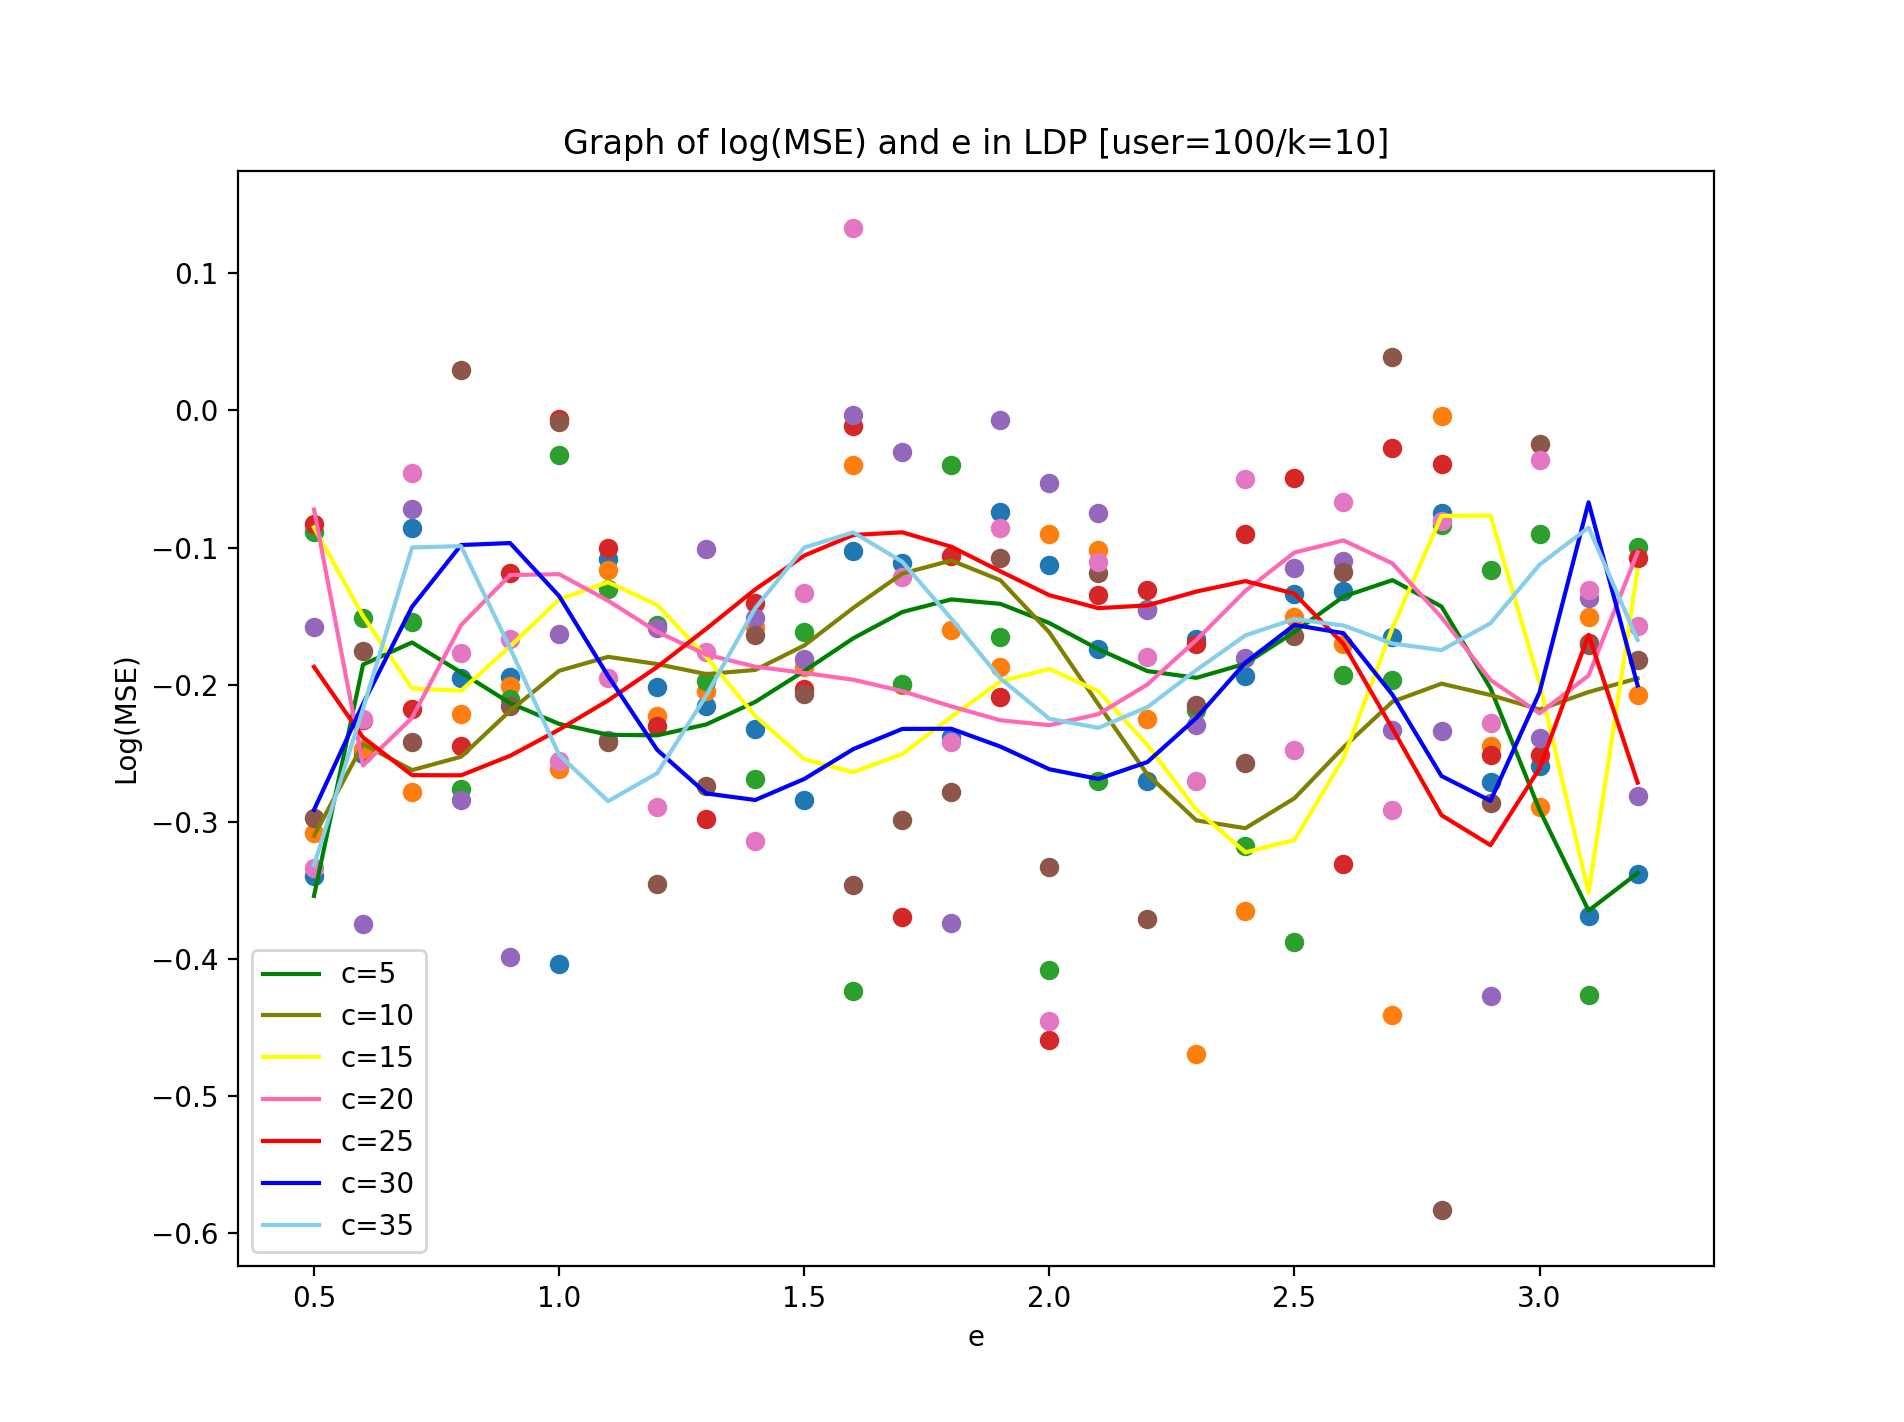 Graph of log(MSE) and e in LDP [user=100/k=10]
Log(MSE)
0.1
0.0
−0.1
−0.2
−0.3
−0.4
−0.5
−0.6
c=5
c=10
c=15
c=20
c=25
c=30
c=35
0.5 1.0 1.5 2.0 2.5 3.0
e